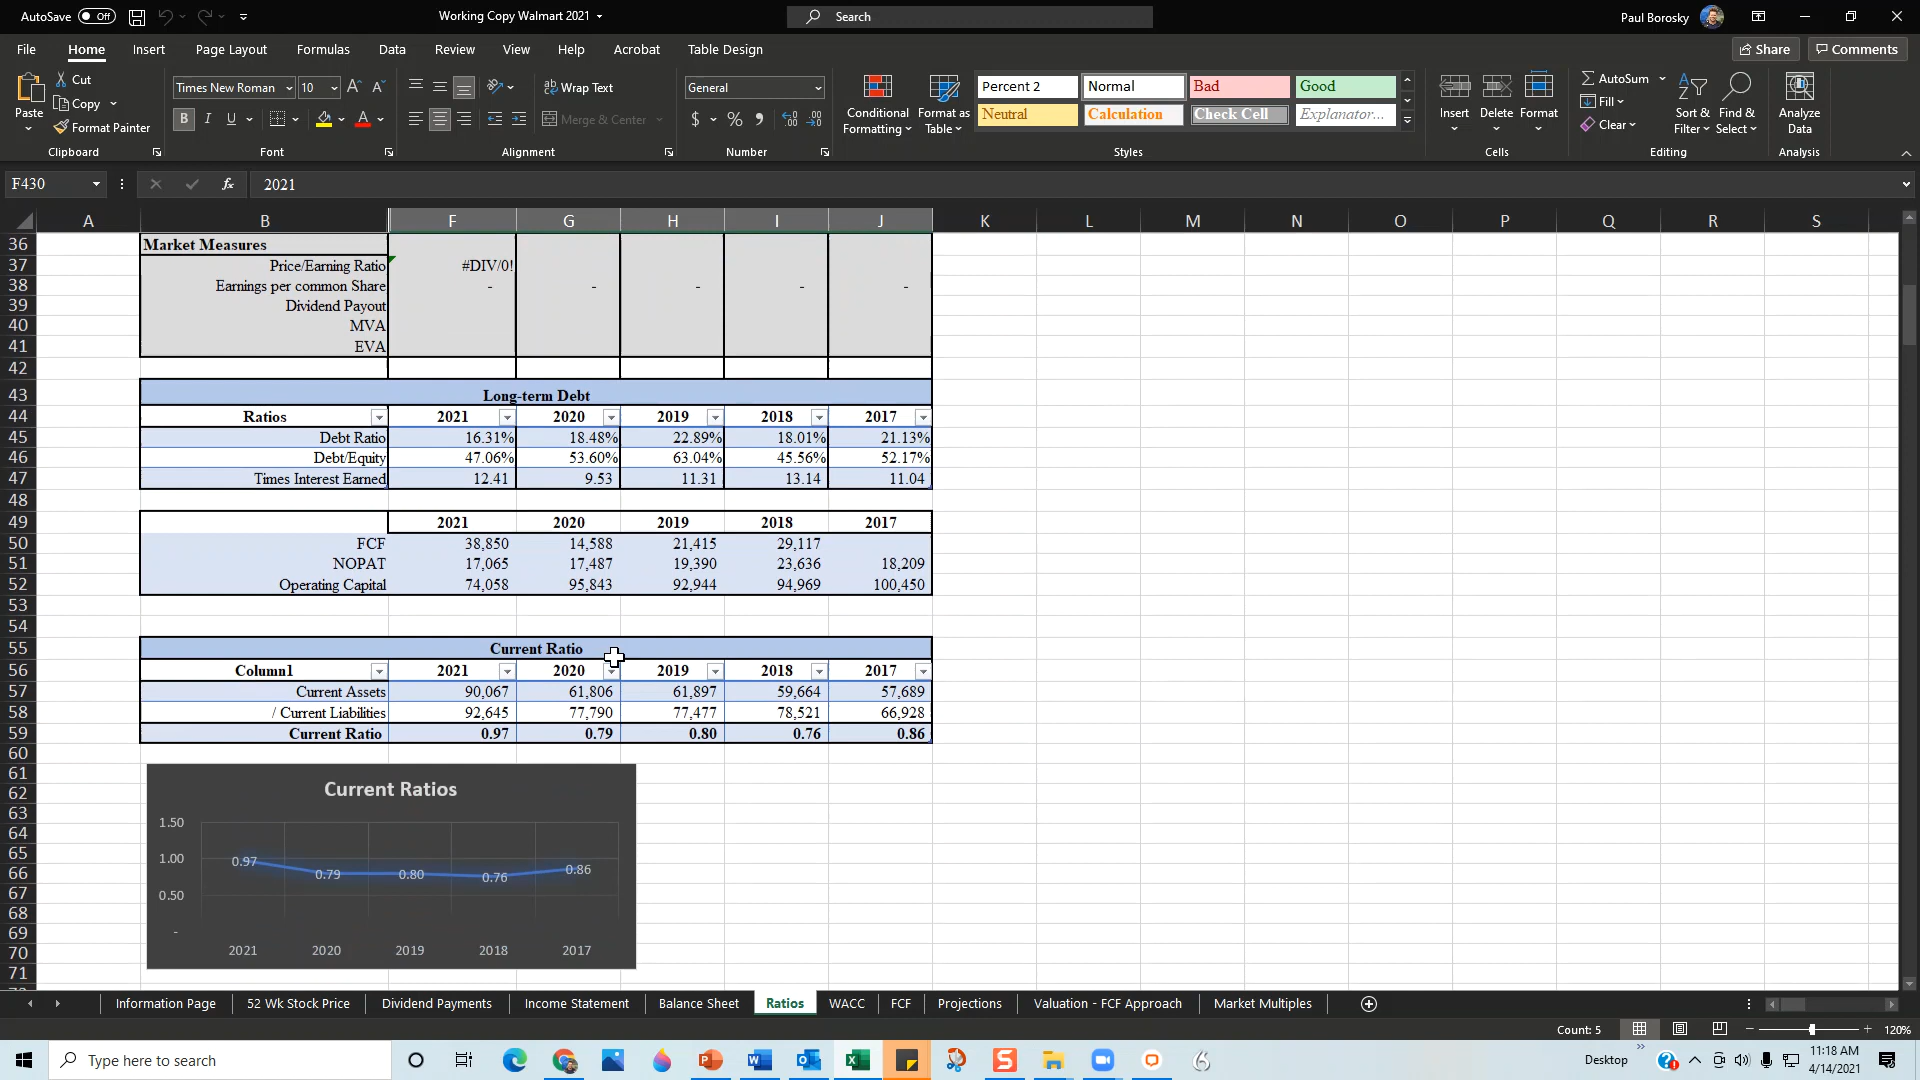 AutoSave Off Working Copy Walmart 2021 Search Paul Borosky
File Home Insert Page Layout Formulas Data Review View Help Acrobat Table Design Share Comments
Paste Cut Copy Format Painter Clipboard
Times New Roman 10 A A B I U A Font
Wrap Text Merge & Center Alignment
General $ % Number
Conditional Formatting Format as Table
Percent 2 Normal Bad Good
Neutral Calculation Check Cell Explanator...
Styles
Insert Delete Format Cells
AutoSum Fill Clear Sort & Filter Find & Select Editing
Analyze Data Analysis
F430 fx 2021
A B F G H I J K L M N O P Q R S
36 Market Measures
37 Price/Earning Ratio #DIV/0!
38 Earnings per common Share - - - - -
39 Dividend Payout
40 MVA
41 EVA
42
43 Long-term Debt
44 Ratios 2021 2020 2019 2018 2017
45 Debt Ratio 16.31% 18.48% 22.89% 18.01% 21.13%
46 Debt/Equity 47.06% 53.60% 63.04% 45.56% 52.17%
47 Times Interest Earned 12.41 9.53 11.31 13.14 11.04
48
49 2021 2020 2019 2018 2017
50 FCF 38,850 14,588 21,415 29,117
51 NOPAT 17,065 17,487 19,390 23,636 18,209
52 Operating Capital 74,058 95,843 92,944 94,969 100,450
53
54
55 Current Ratio
56 Column1 2021 2020 2019 2018 2017
57 Current Assets 90,067 61,806 61,897 59,664 57,689
58 / Current Liabilities 92,645 77,790 77,477 78,521 66,928
59 Current Ratio 0.97 0.79 0.80 0.76 0.86
60
61
62 Current Ratios
63
64 1.50
65
66 1.00 0.97 0.79 0.80 0.76 0.86
67 0.50
68
69 -
70 2021 2020 2019 2018 2017
71
Information Page 52 Wk Stock Price Dividend Payments Income Statement Balance Sheet Ratios WACC FCF Projections Valuation - FCF Approach Market Multiples
Count: 5 120%
Type here to search Desktop 11:18 AM
4/14/2021